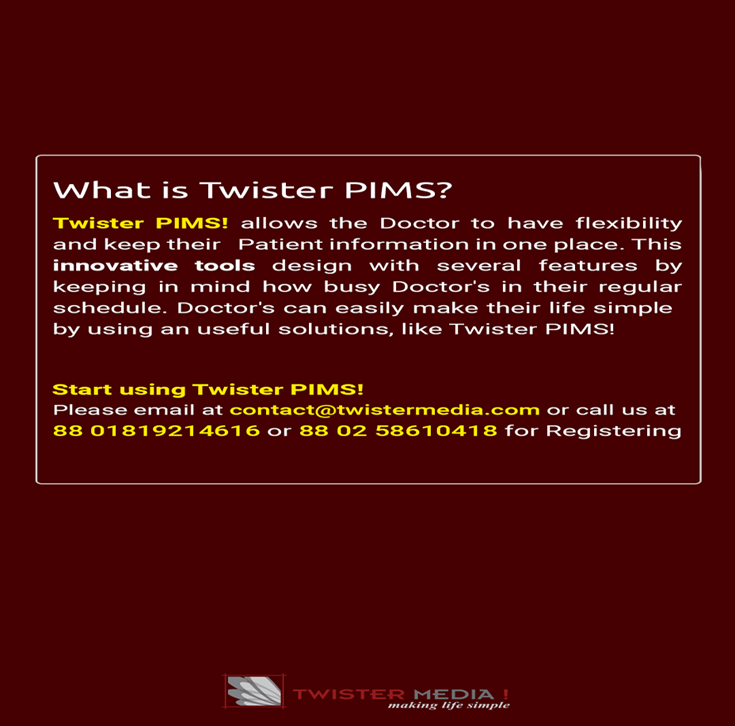 What is Twister PIMS?
Twister PIMS! allows the Doctor to have flexibility
and keep their Patient information in one place. This
innovative tools design with several features by
keeping in mind how busy Doctor's in their regular
schedule. Doctor's can easily make their life simple
by using an useful solutions, like Twister PIMS!
Start using Twister PIMS!
Please email at contact@twistermedia.com or call us at
88 01819214616 or 88 02 58610418 for Registering
TWISTER MEDIA !
making life simple